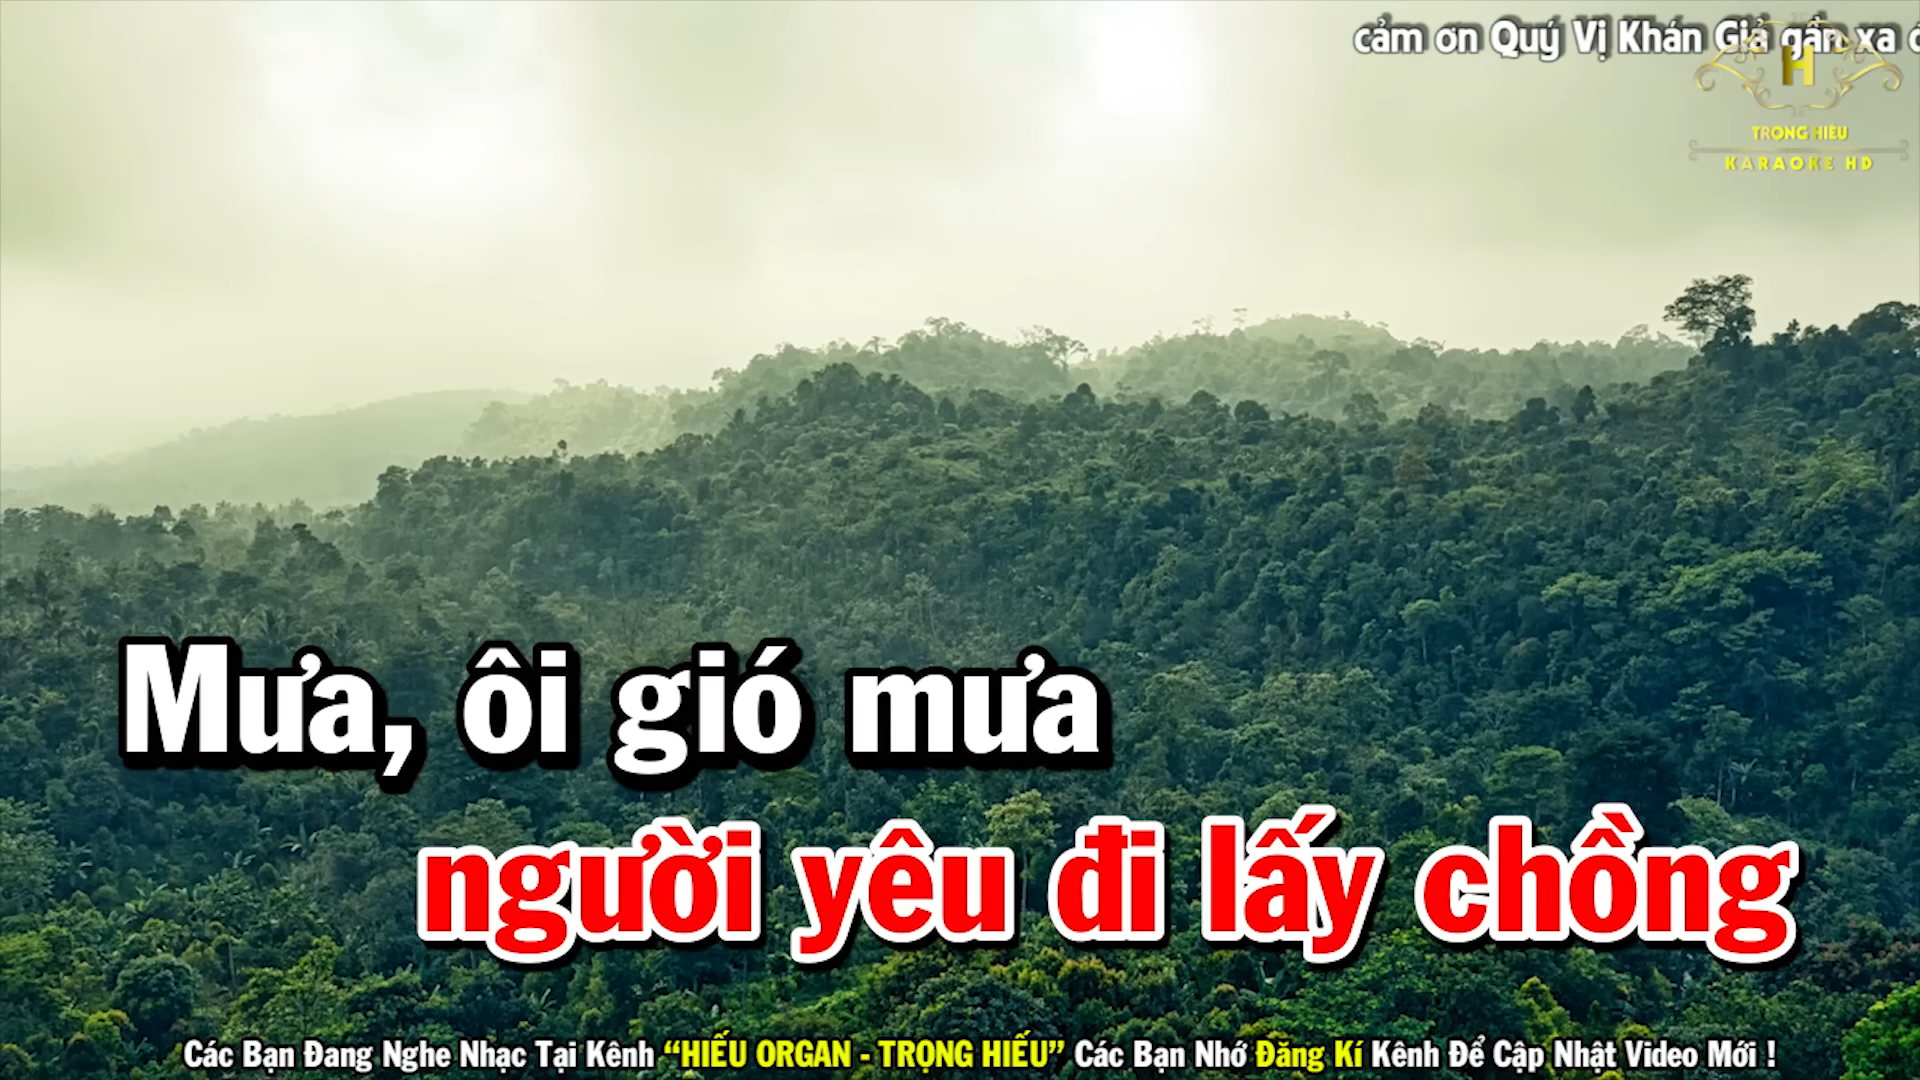 cảm ơn Quý Vị Khán Giả gần xa
H
TRỌNG HIẾU
KARAOKE HD
Mưa, ôi gió mưa
người yêu đi lấy chồng
Các Bạn Đang Nghe Nhạc Tại Kênh “HIẾU ORGAN - TRỌNG HIẾU” Các Bạn Nhớ Đăng Kí Kênh Để Cập Nhật Video Mới !